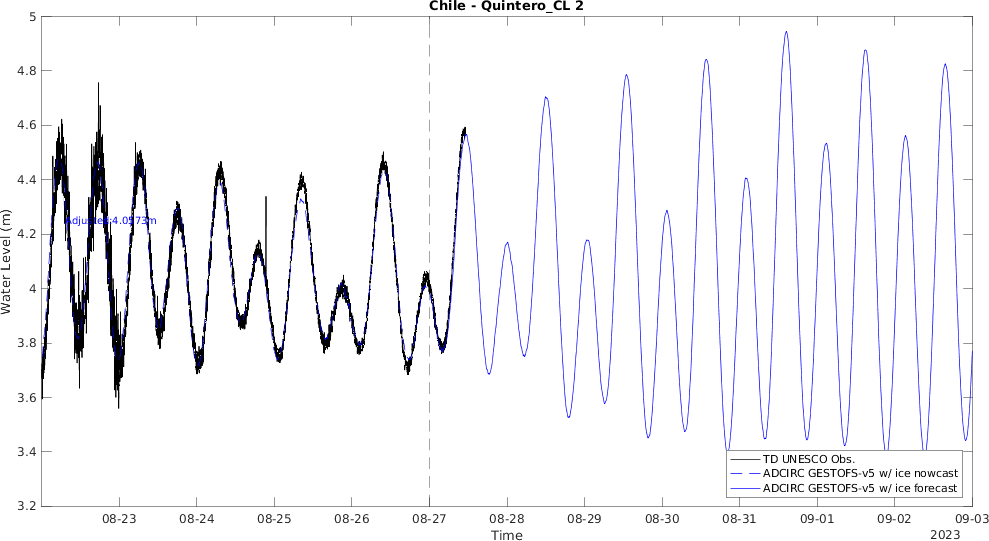 Chile - Quintero_CL 2
5
4.8
4.6
4.4
4.2
4
3.8
3.6
3.4
3.2
Water Level (m)
Adjusted:4.0573m
TD UNESCO Obs.
ADCIRC GESTOFS-v5 w/ ice nowcast
ADCIRC GESTOFS-v5 w/ ice forecast
08-23 08-24 08-25 08-26 08-27 08-28 08-29 08-30 08-31 09-01 09-02 09-03
Time
2023